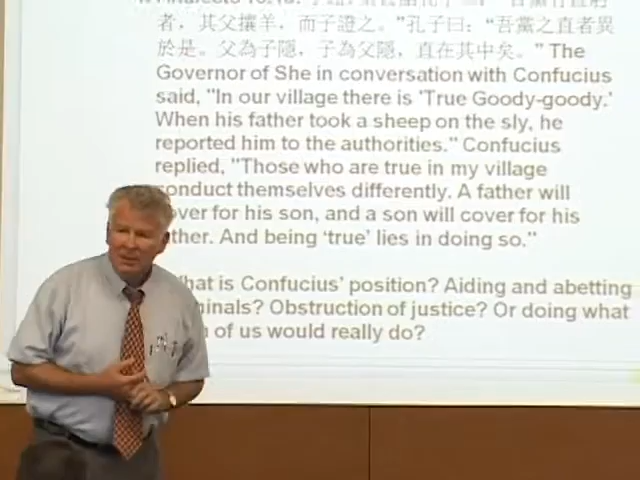 者，其父攘羊，而子證之。”孔子曰：“吾黨之直者異
於是。父為子隱，子為父隱，直在其中矣。” The
Governor of She in conversation with Confucius
said, "In our village there is 'True Goody-goody.'
When his father took a sheep on the sly, he
reported him to the authorities." Confucius
replied, "Those who are true in my village
conduct themselves differently. A father will
over for his son, and a son will cover for his
ther. And being 'true' lies in doing so."
hat is Confucius' position? Aiding and abetting
inals? Obstruction of justice? Or doing what
of us would really do?